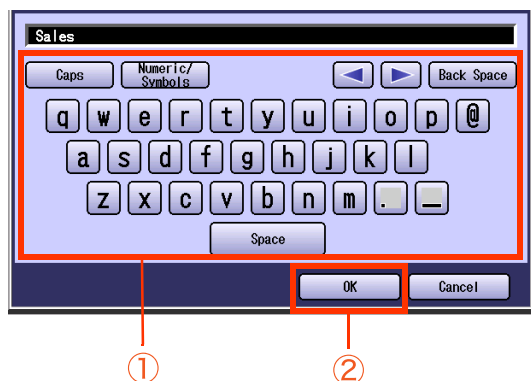 Sales
Caps Numeric/ Symbols Back Space
q w e r t y u i o p @
a s d f g h j k l
z x c v b n m . _
Space
OK Cancel
① ②